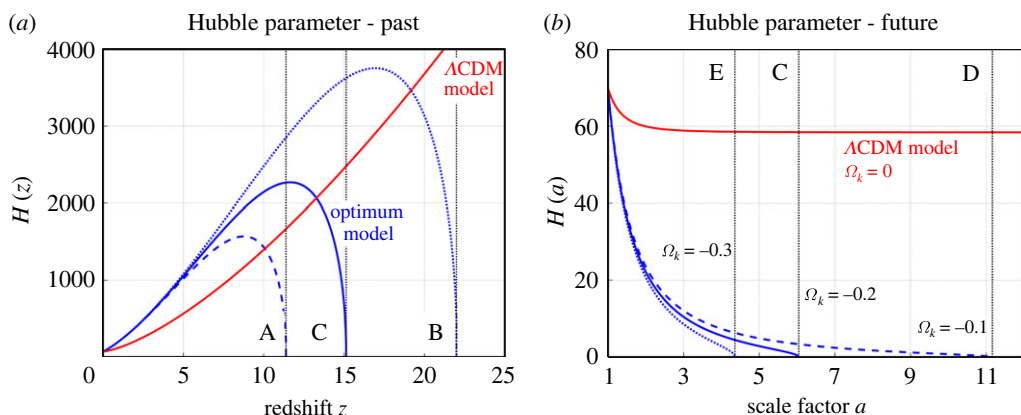 (a) Hubble parameter - past
4000
3000
2000
1000
0 5 10 15 20 25
H (z)
redshift z
ΛCDM
model
optimum
model
A C B
(b) Hubble parameter - future
80
60
40
20
0
1 3 5 7 9 11
H (a)
scale factor a
E C D
ΛCDM model
Ωk = 0
Ωk = –0.3
Ωk = –0.2
Ωk = –0.1